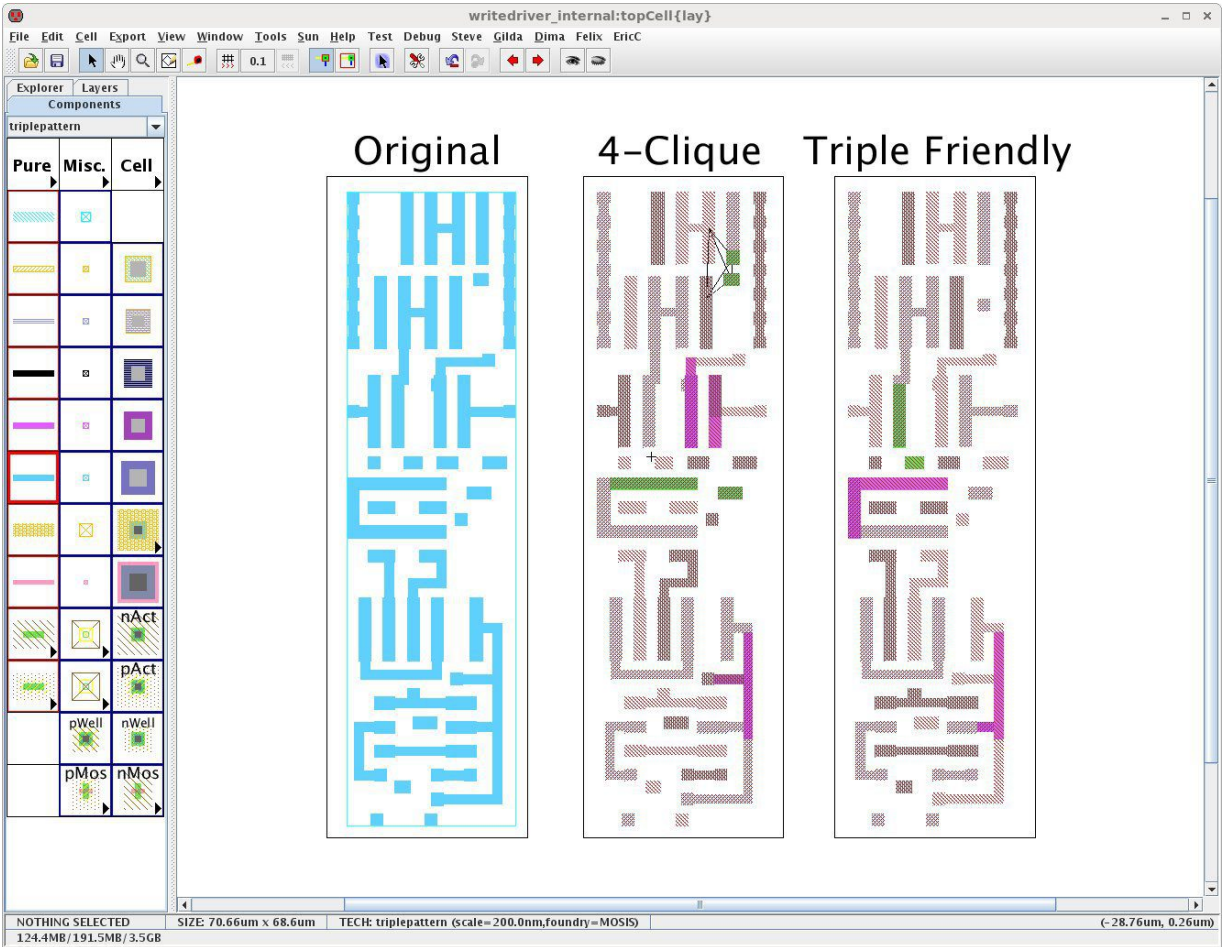 writedriver_internal:topCell{lay}
File Edit Cell Export View Window Tools Sun Help Test Debug Steve Gilda Dima Felix EricC
0.1
Explorer Layers
Components
triplepattern
Pure Misc. Cell
Original 4-Clique Triple Friendly
nAct
pAct
pWell nWell
pMos nMos
NOTHING SELECTED SIZE: 70.66um x 68.6um TECH: triplepattern (scale=200.0nm,foundry=MOSIS) (-28.76um, 0.26um)
124.4MB/191.5MB/3.5GB